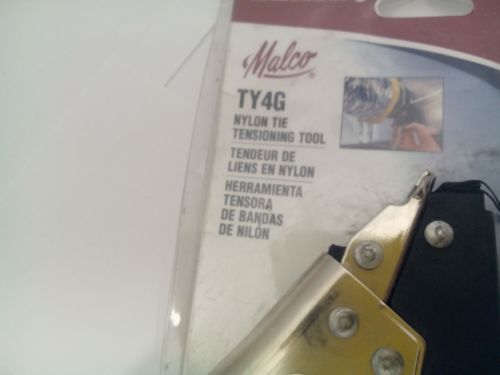 Malco
TY4G
NYLON TIE
TENSIONING TOOL
TENDEUR DE
LIENS EN NYLON
HERRAMIENTA
TENSORA
DE BANDAS
DE NILÓN